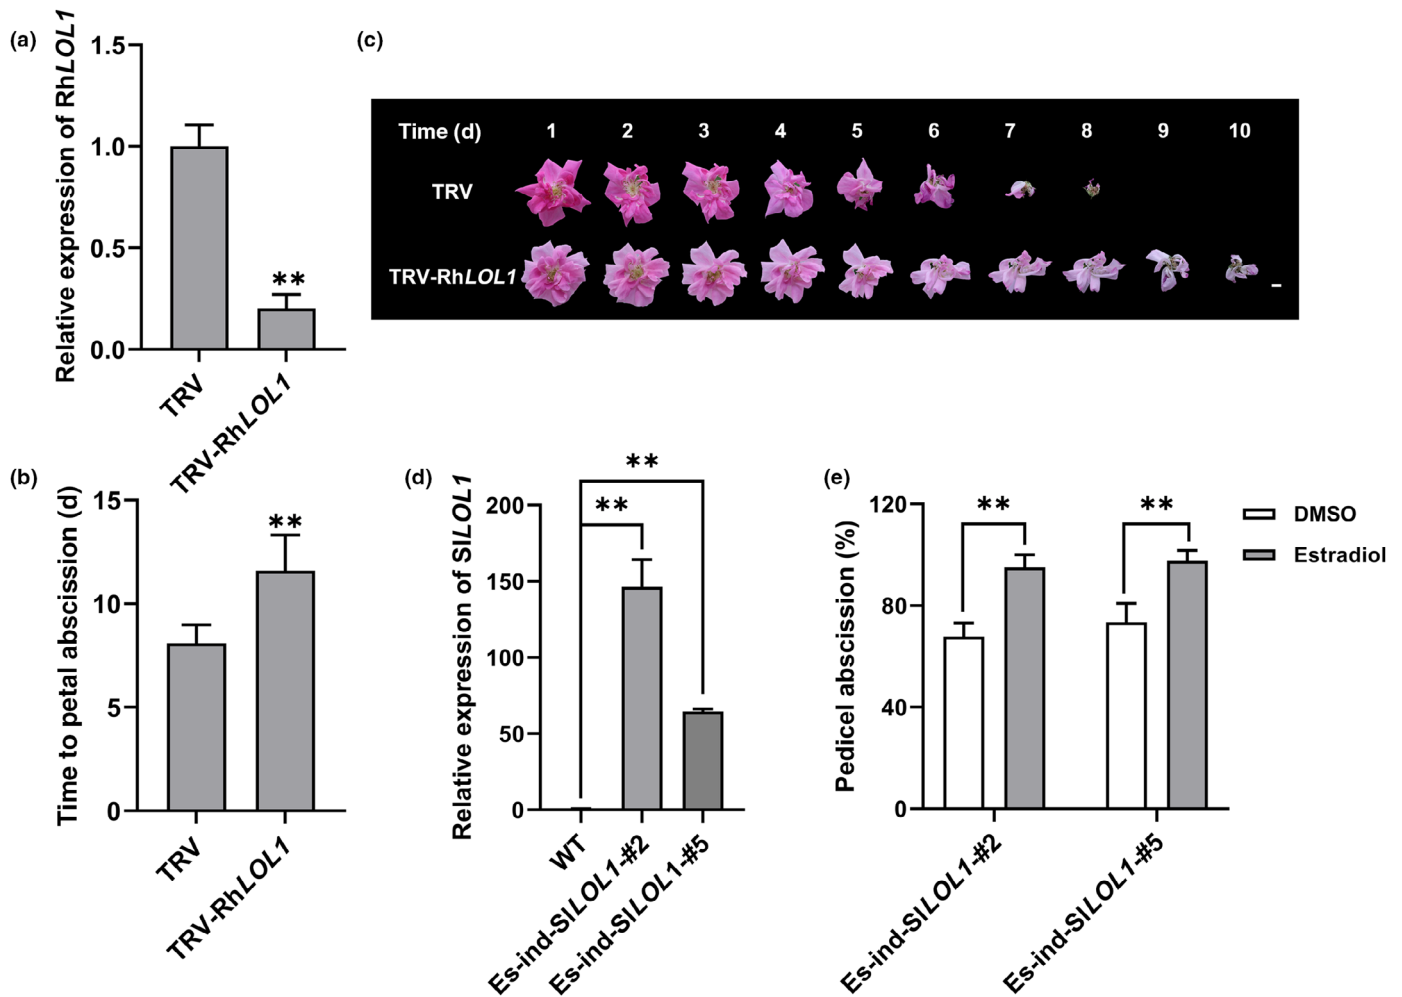 (a)
Relative expression of RhLOL1
1.5
1.0
0.5
0.0
**
TRV
TRV-RhLOL1
(c)
Time (d) 1 2 3 4 5 6 7 8 9 10
TRV
TRV-RhLOL1
(b)
Time to petal abscission (d)
15
10
5
0
**
TRV
TRV-RhLOL1
(d)
Relative expression of SlLOL1
200
150
100
50
0
**
**
WT
Es-ind-SlLOL1-#2
Es-ind-SlLOL1-#5
(e)
Pedicel abscission (%)
120
80
40
0
**
**
Es-ind-SlLOL1-#2
Es-ind-SlLOL1-#5
DMSO
Estradiol